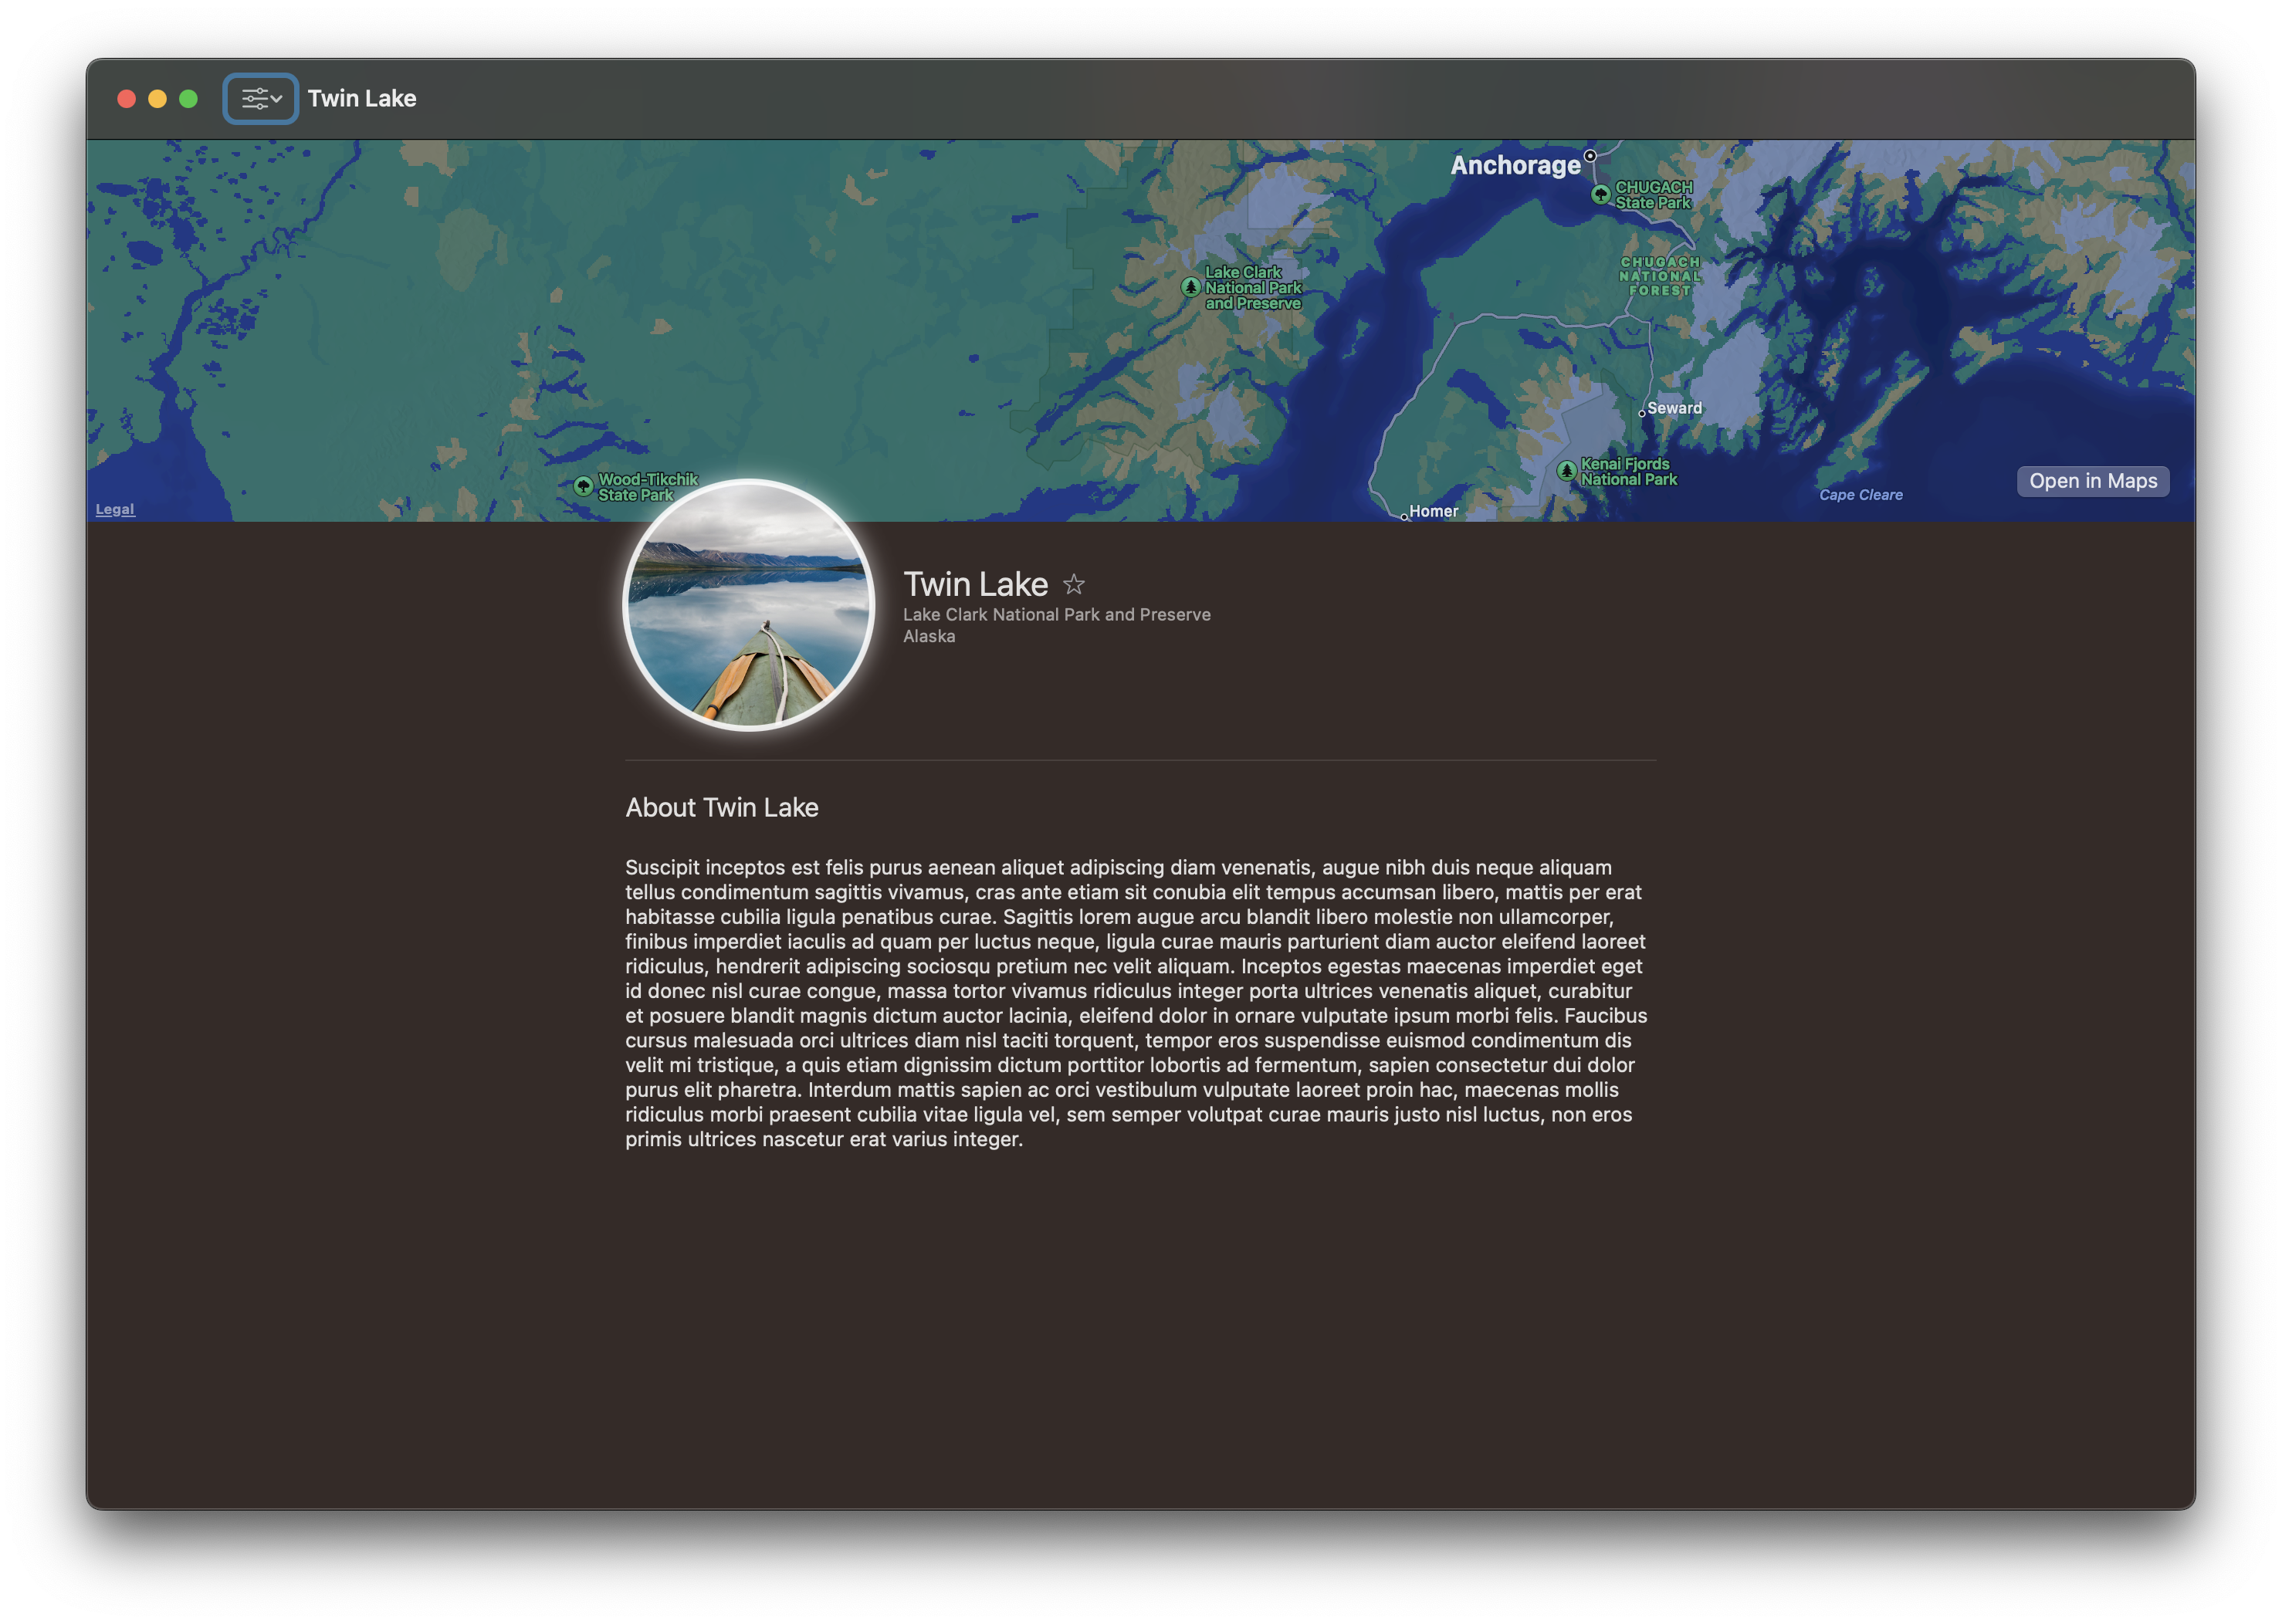 Twin Lake
Anchorage
CHUGACH
State Park
CHUGACH
NATIONAL
FOREST
Lake Clark
National Park
and Preserve
Seward
Wood-Tikchik
State Park
Kenai Fjords
National Park
Open in Maps
Cape Cleare
Legal
Homer
Twin Lake
Lake Clark National Park and Preserve
Alaska
About Twin Lake
Suscipit inceptos est felis purus aenean aliquet adipiscing diam venenatis, augue nibh duis neque aliquam
tellus condimentum sagittis vivamus, cras ante etiam sit conubia elit tempus accumsan libero, mattis per erat
habitasse cubilia ligula penatibus curae. Sagittis lorem augue arcu blandit libero molestie non ullamcorper,
finibus imperdiet iaculis ad quam per luctus neque, ligula curae mauris parturient diam auctor eleifend laoreet
ridiculus, hendrerit adipiscing sociosqu pretium nec velit aliquam. Inceptos egestas maecenas imperdiet eget
id donec nisl curae congue, massa tortor vivamus ridiculus integer porta ultrices venenatis aliquet, curabitur
et posuere blandit magnis dictum auctor lacinia, eleifend dolor in ornare vulputate ipsum morbi felis. Faucibus
cursus malesuada orci ultrices diam nisl taciti torquent, tempor eros suspendisse euismod condimentum dis
velit mi tristique, a quis etiam dignissim dictum porttitor lobortis ad fermentum, sapien consectetur dui dolor
purus elit pharetra. Interdum mattis sapien ac orci vestibulum vulputate laoreet proin hac, maecenas mollis
ridiculus morbi praesent cubilia vitae ligula vel, sem semper volutpat curae mauris justo nisl luctus, non eros
primis ultrices nascetur erat varius integer.